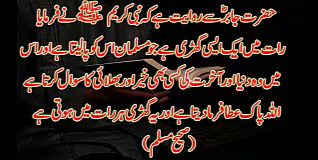 حضرت جابرؓ سے روایت ہے کہ نبی کریم ﷺ نے فرمایا
رات میں ایک ایسی گھڑی ہے جو مسلمان اس کو پالیتا ہے اور اس
میں وہ دنیا اور آخرت کی کسی بھی خیر اور بھلائی کا سوال کرتا ہے
اللہ پاک عطا فرما دیتا ہے اور یہ گھڑی ہر رات میں ہوتی ہے
(صحیح مسلم)